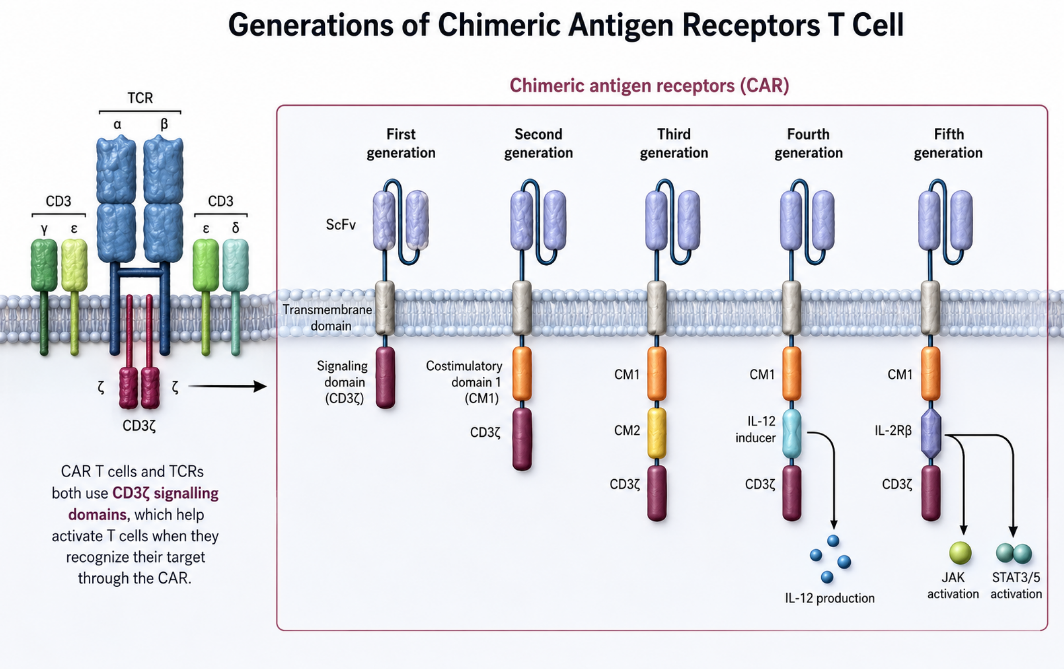 Generations of Chimeric Antigen Receptors T Cell
Chimeric antigen receptors (CAR)
TCR
α
β
CD3
γ
ε
CD3
ε
δ
ζ
ζ
CD3ζ
CAR T cells and TCRs
both use CD3ζ signalling
domains, which help
activate T cells when they
recognize their target
through the CAR.
First
generation
Second
generation
Third
generation
Fourth
generation
Fifth
generation
ScFv
Transmembrane
domain
Signaling
domain
(CD3ζ)
Costimulatory
domain 1
(CM1)
CD3ζ
CM1
CM2
CD3ζ
CM1
IL-12
inducer
CD3ζ
IL-12 production
CM1
IL-2Rβ
CD3ζ
JAK
activation
STAT3/5
activation